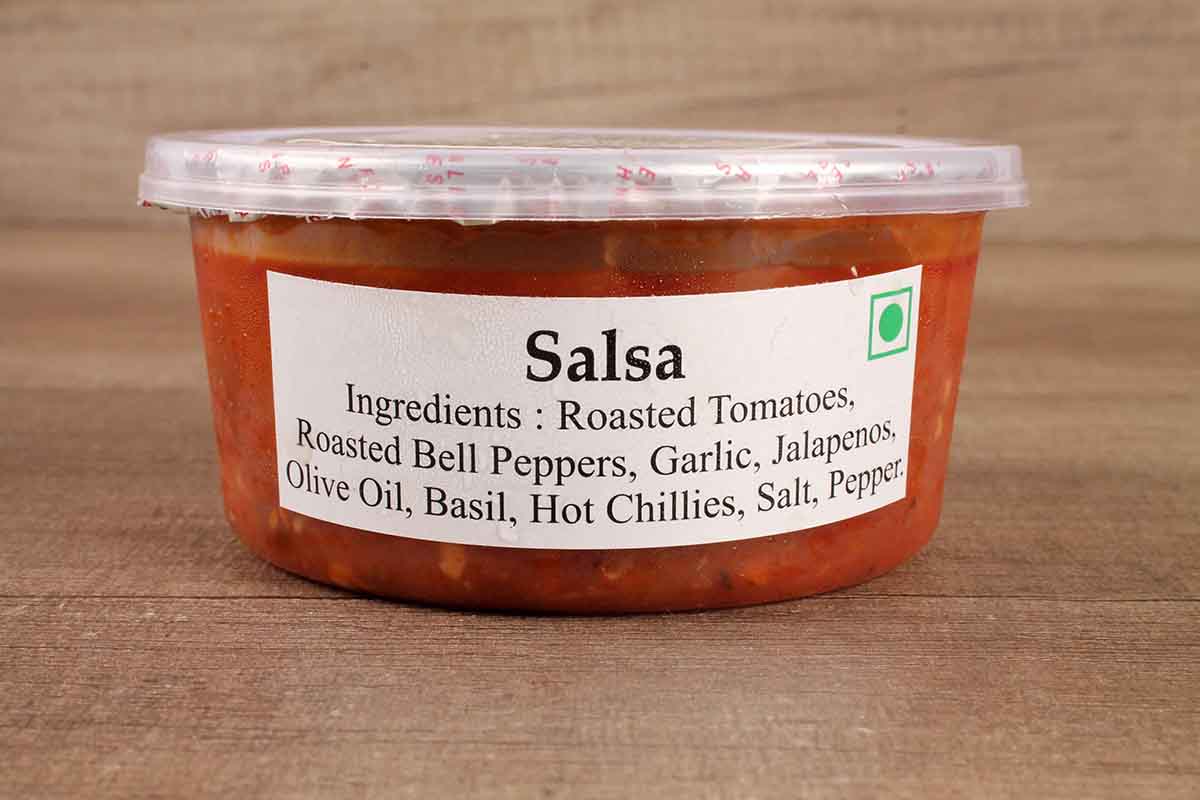 Salsa
Ingredients : Roasted Tomatoes,
Roasted Bell Peppers, Garlic, Jalapenos,
Olive Oil, Basil, Hot Chillies, Salt, Pepper.